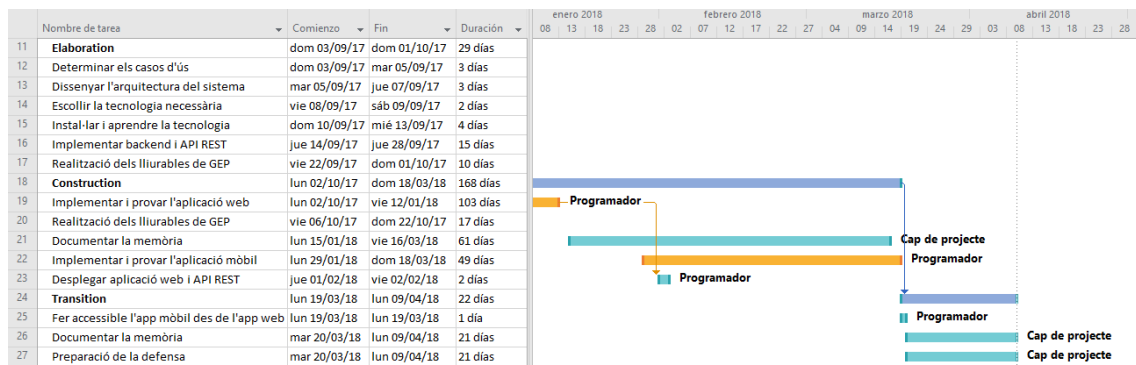 enero 2018 febrero 2018 marzo 2018 abril 2018
Nombre de tarea Comienzo Fin Duración 08 13 18 23 28 02 07 12 17 22 27 04 09 14 19 24 29 03 08 13 18 23 28
11 Elaboration dom 03/09/17 dom 01/10/17 29 días
12 Determinar els casos d'ús dom 03/09/17 mar 05/09/17 3 días
13 Dissenyar l'arquitectura del sistema mar 05/09/17 jue 07/09/17 3 días
14 Escollir la tecnologia necessària vie 08/09/17 sáb 09/09/17 2 días
15 Instal·lar i aprendre la tecnologia dom 10/09/17 mié 13/09/17 4 días
16 Implementar backend i API REST jue 14/09/17 jue 28/09/17 15 días
17 Realització dels lliurables de GEP vie 22/09/17 dom 01/10/17 10 días
18 Construction lun 02/10/17 dom 18/03/18 168 días
19 Implementar i provar l'aplicació web lun 02/10/17 vie 12/01/18 103 días Programador
20 Realització dels lliurables de GEP vie 06/10/17 dom 22/10/17 17 días
21 Documentar la memòria lun 15/01/18 vie 16/03/18 61 días Cap de projecte
22 Implementar i provar l'aplicació mòbil lun 29/01/18 dom 18/03/18 49 días Programador
23 Desplegar aplicació web i API REST jue 01/02/18 vie 02/02/18 2 días Programador
24 Transition lun 19/03/18 lun 09/04/18 22 días
25 Fer accessible l'app mòbil des de l'app web lun 19/03/18 lun 19/03/18 1 día Programador
26 Documentar la memòria mar 20/03/18 lun 09/04/18 21 días Cap de projecte
27 Preparació de la defensa mar 20/03/18 lun 09/04/18 21 días Cap de projecte